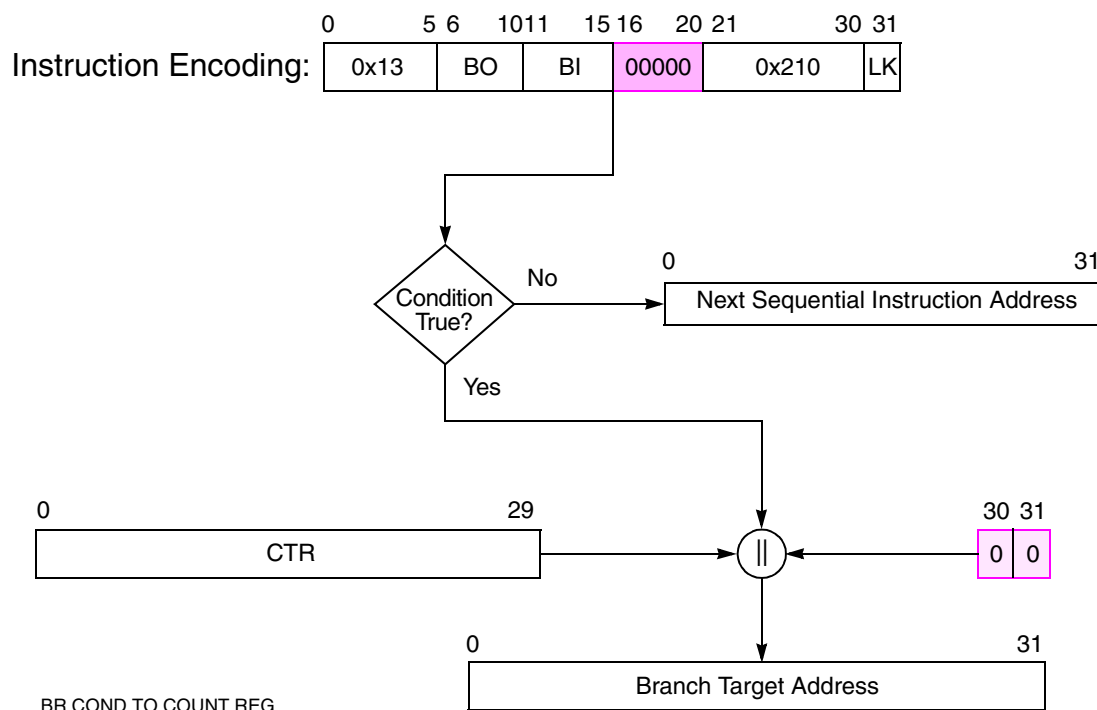 0 5 6 10 11 15 16 20 21 30 31
Instruction Encoding: 0x13 BO BI 00000 0x210 LK
0 31
No
Condition
True?
Next Sequential Instruction Address
Yes
0 29 30 31
CTR || 0 0
0 31
Branch Target Address
BR COND TO COUNT REG